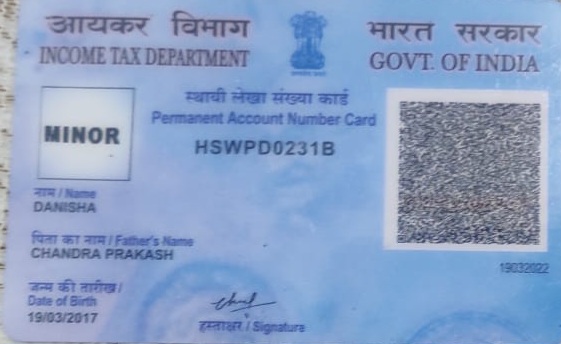 आयकर विभाग
INCOME TAX DEPARTMENT
भारत सरकार
GOVT. OF INDIA
स्थायी लेखा संख्या कार्ड
Permanent Account Number Card
HSWPD0231B
MINOR
नाम / Name
DANISHA
पिता का नाम / Father's Name
CHANDRA PRAKASH
जन्म की तारीख /
Date of Birth
19/03/2017
हस्ताक्षर / Signature
19032022